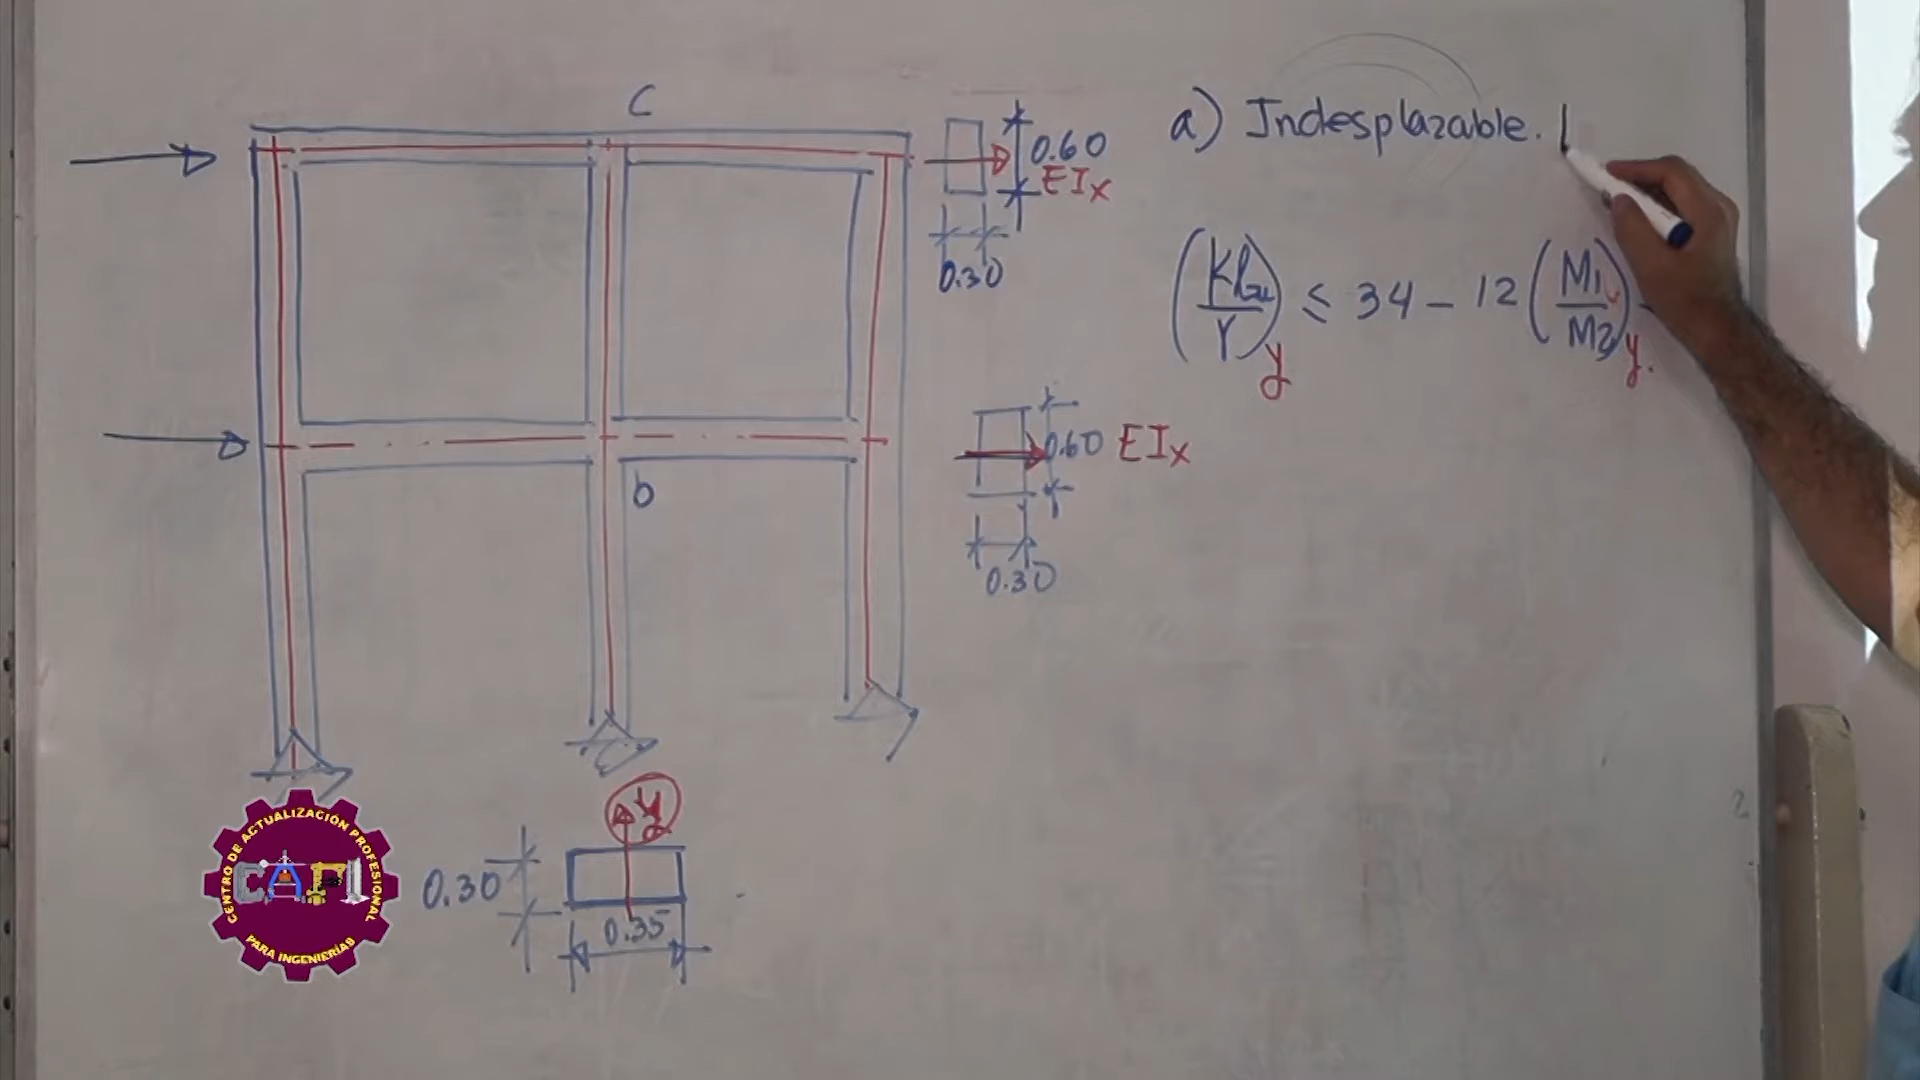 C
0.60
EIx
0.30
a) Indesplazable.
(Klu/r)y ≤ 34 - 12 (M1/M2)y.
0.60 EIx
b
0.30
y
0.30
0.35
CENTRO DE ACTUALIZACIÓN PROFESIONAL
CAPI
PARA INGENIERÍAS